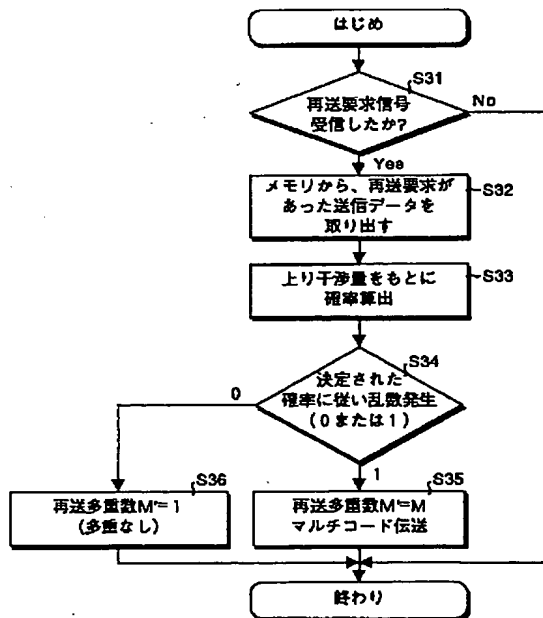 はじめ
S31
再送要求信号
受信したか?
No
Yes
メモリから、再送要求が
あった送信データを
取り出す
S32
上り干渉量をもとに
確率算出
S33
S34
決定された
確率に従い乱数発生
(0または1)
0
1
S36
再送多重数M'=1
(多重なし)
S35
再送多重数M'=M
マルチコード伝送
終わり